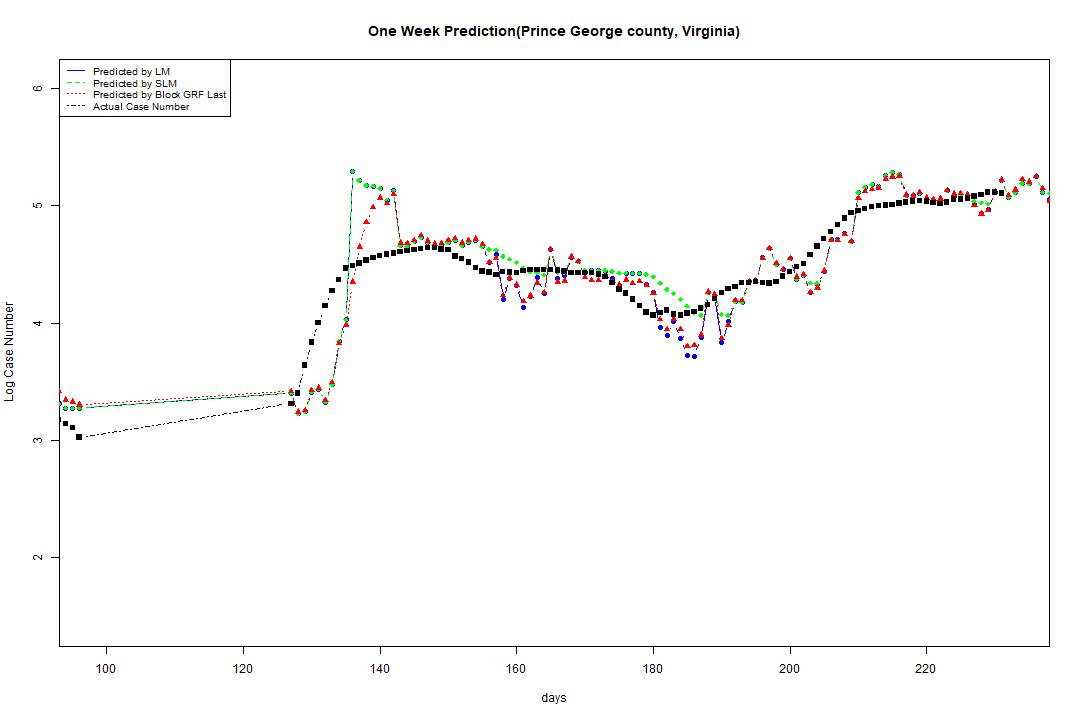 One Week Prediction(Prince George county, Virginia)
Predicted by LM
Predicted by SLM
Predicted by Block GRF Last
Actual Case Number
6
5
4
3
2
Log Case Number
100 120 140 160 180 200 220
days